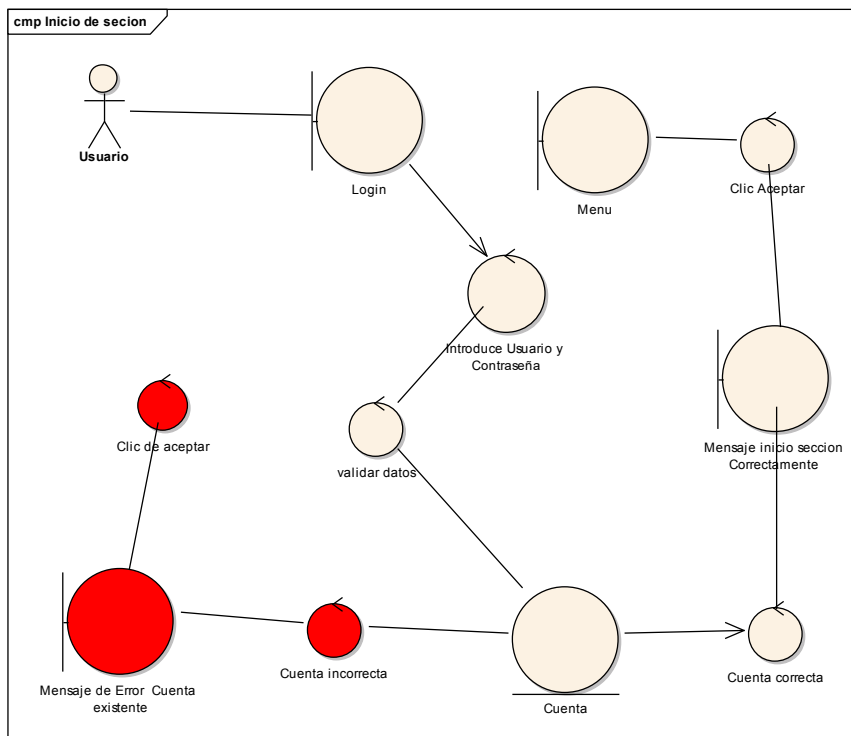 cmp Inicio de secion
Usuario
Login
Menu
Clic Aceptar
Introduce Usuario y
Contraseña
Clic de aceptar
validar datos
Mensaje inicio seccion
Correctamente
Mensaje de Error Cuenta
existente
Cuenta incorrecta
Cuenta
Cuenta correcta